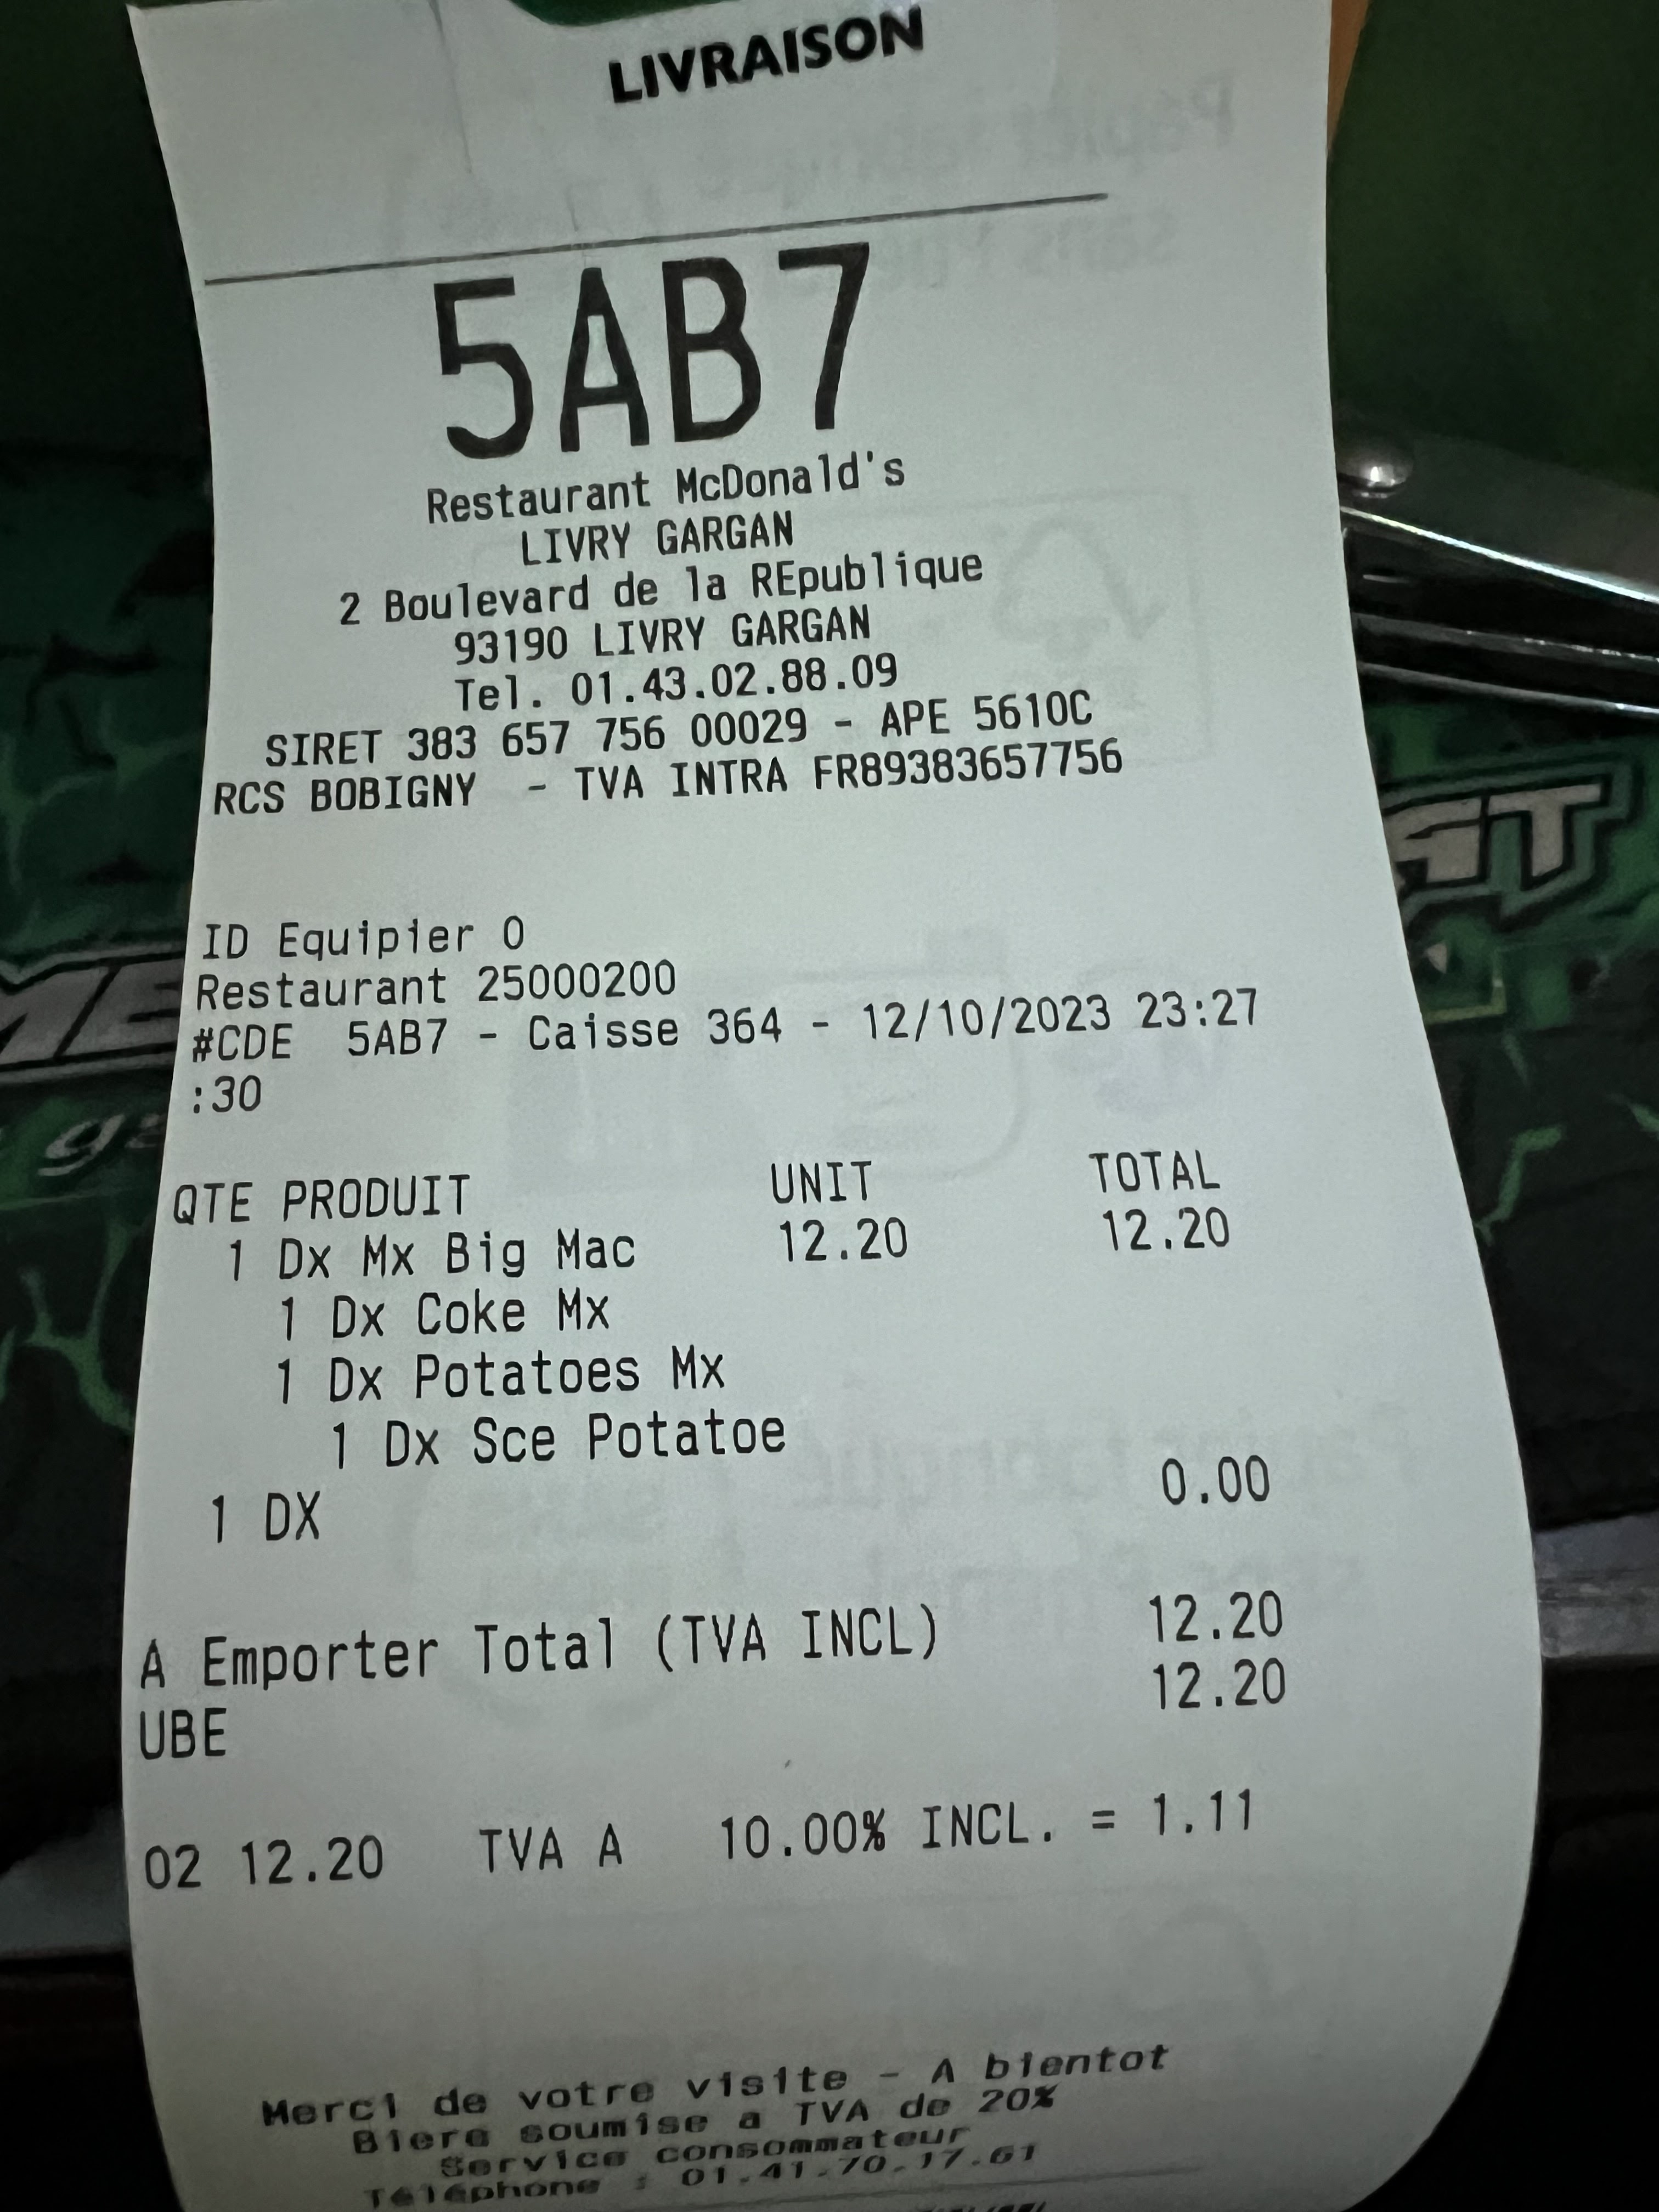 LIVRAISON
5AB7
Restaurant McDonald's
LIVRY GARGAN
2 Boulevard de la REpublique
93190 LIVRY GARGAN
Tel. 01.43.02.88.09
SIRET 383 657 756 00029 - APE 5610C
RCS BOBIGNY - TVA INTRA FR89383657756
ID Equipier 0
Restaurant 25000200
#CDE 5AB7 - Caisse 364 - 12/10/2023 23:27
:30
QTE PRODUIT UNIT TOTAL
1 Dx Mx Big Mac 12.20 12.20
1 Dx Coke Mx
1 Dx Potatoes Mx
1 Dx Sce Potatoe
1 DX 0.00
A Emporter Total (TVA INCL) 12.20
UBE 12.20
02 12.20 TVA A 10.00% INCL. = 1.11
Merci de votre visite - A bientot
Biere soumise a TVA de 20%
Service consommateur
Téléphone : 01.41.70.17.61